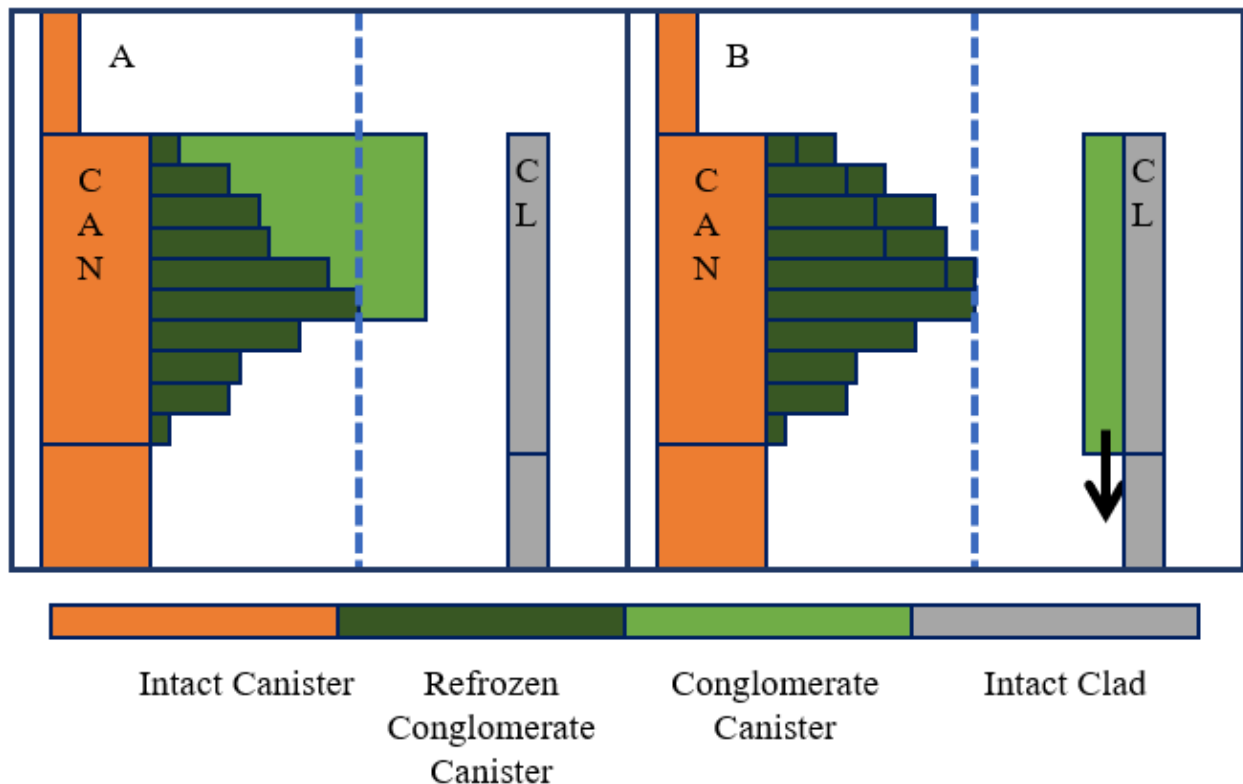 A
B
C
A
N
C
L
C
A
N
C
L
Intact Canister
Refrozen
Conglomerate
Canister
Conglomerate
Canister
Intact Clad